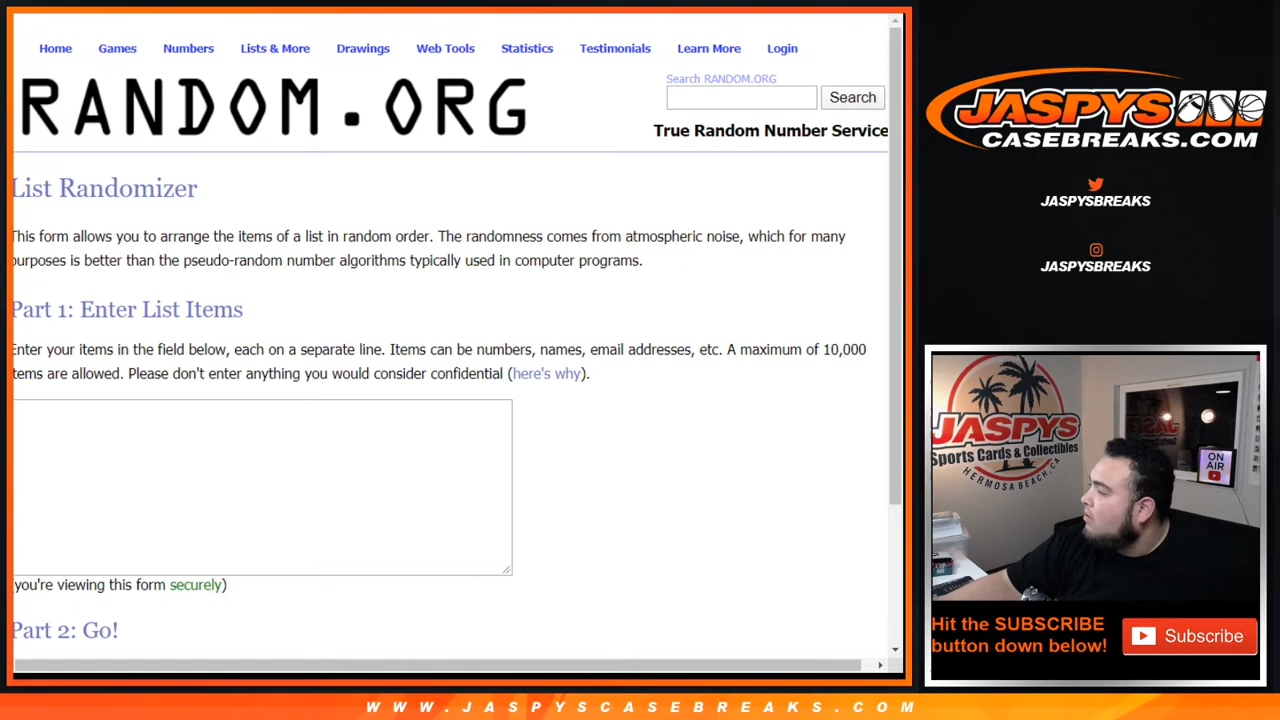 Home Games Numbers Lists & More Drawings Web Tools Statistics Testimonials Learn More Login
RANDOM.ORG
Search RANDOM.ORG
Search
True Random Number Service
List Randomizer
This form allows you to arrange the items of a list in random order. The randomness comes from atmospheric noise, which for many
purposes is better than the pseudo-random number algorithms typically used in computer programs.
Part 1: Enter List Items
Enter your items in the field below, each on a separate line. Items can be numbers, names, email addresses, etc. A maximum of 10,000
items are allowed. Please don't enter anything you would consider confidential (here's why).
(you're viewing this form securely)
Part 2: Go!
JASPYS
CASEBREAKS.COM
JASPYSBREAKS
JASPYSBREAKS
JASPYS
Sports Cards & Collectibles
HERMOSA BEACH, CA
ON
AIR
Hit the SUBSCRIBE
button down below!
Subscribe
WWW.JASPYSCASEBREAKS.COM